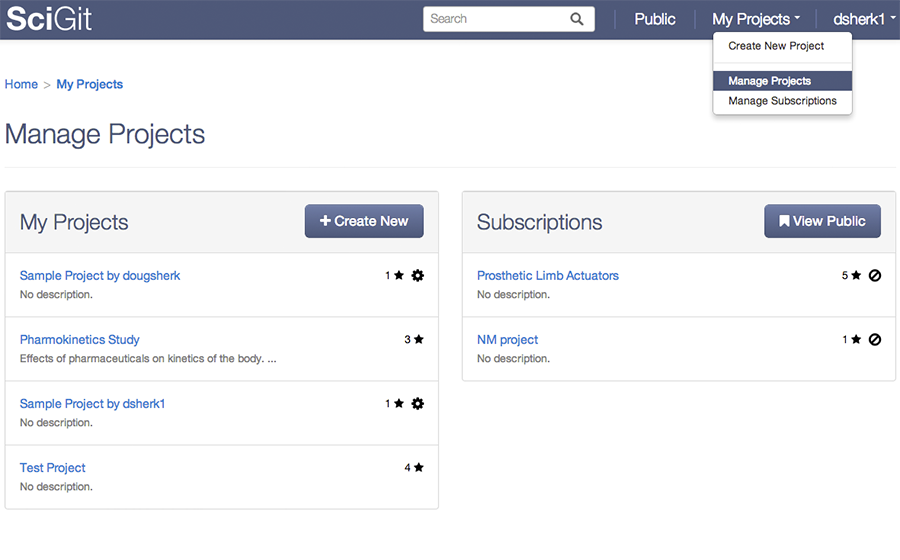 SciGit Search Public My Projects dsherk1
Create New Project
Manage Projects
Manage Subscriptions
Home > My Projects
Manage Projects
My Projects + Create New
Sample Project by dougsherk 1
No description.
Pharmokinetics Study 3
Effects of pharmaceuticals on kinetics of the body. ...
Sample Project by dsherk1 1
No description.
Test Project 4
No description.
Subscriptions View Public
Prosthetic Limb Actuators 5
No description.
NM project 1
No description.